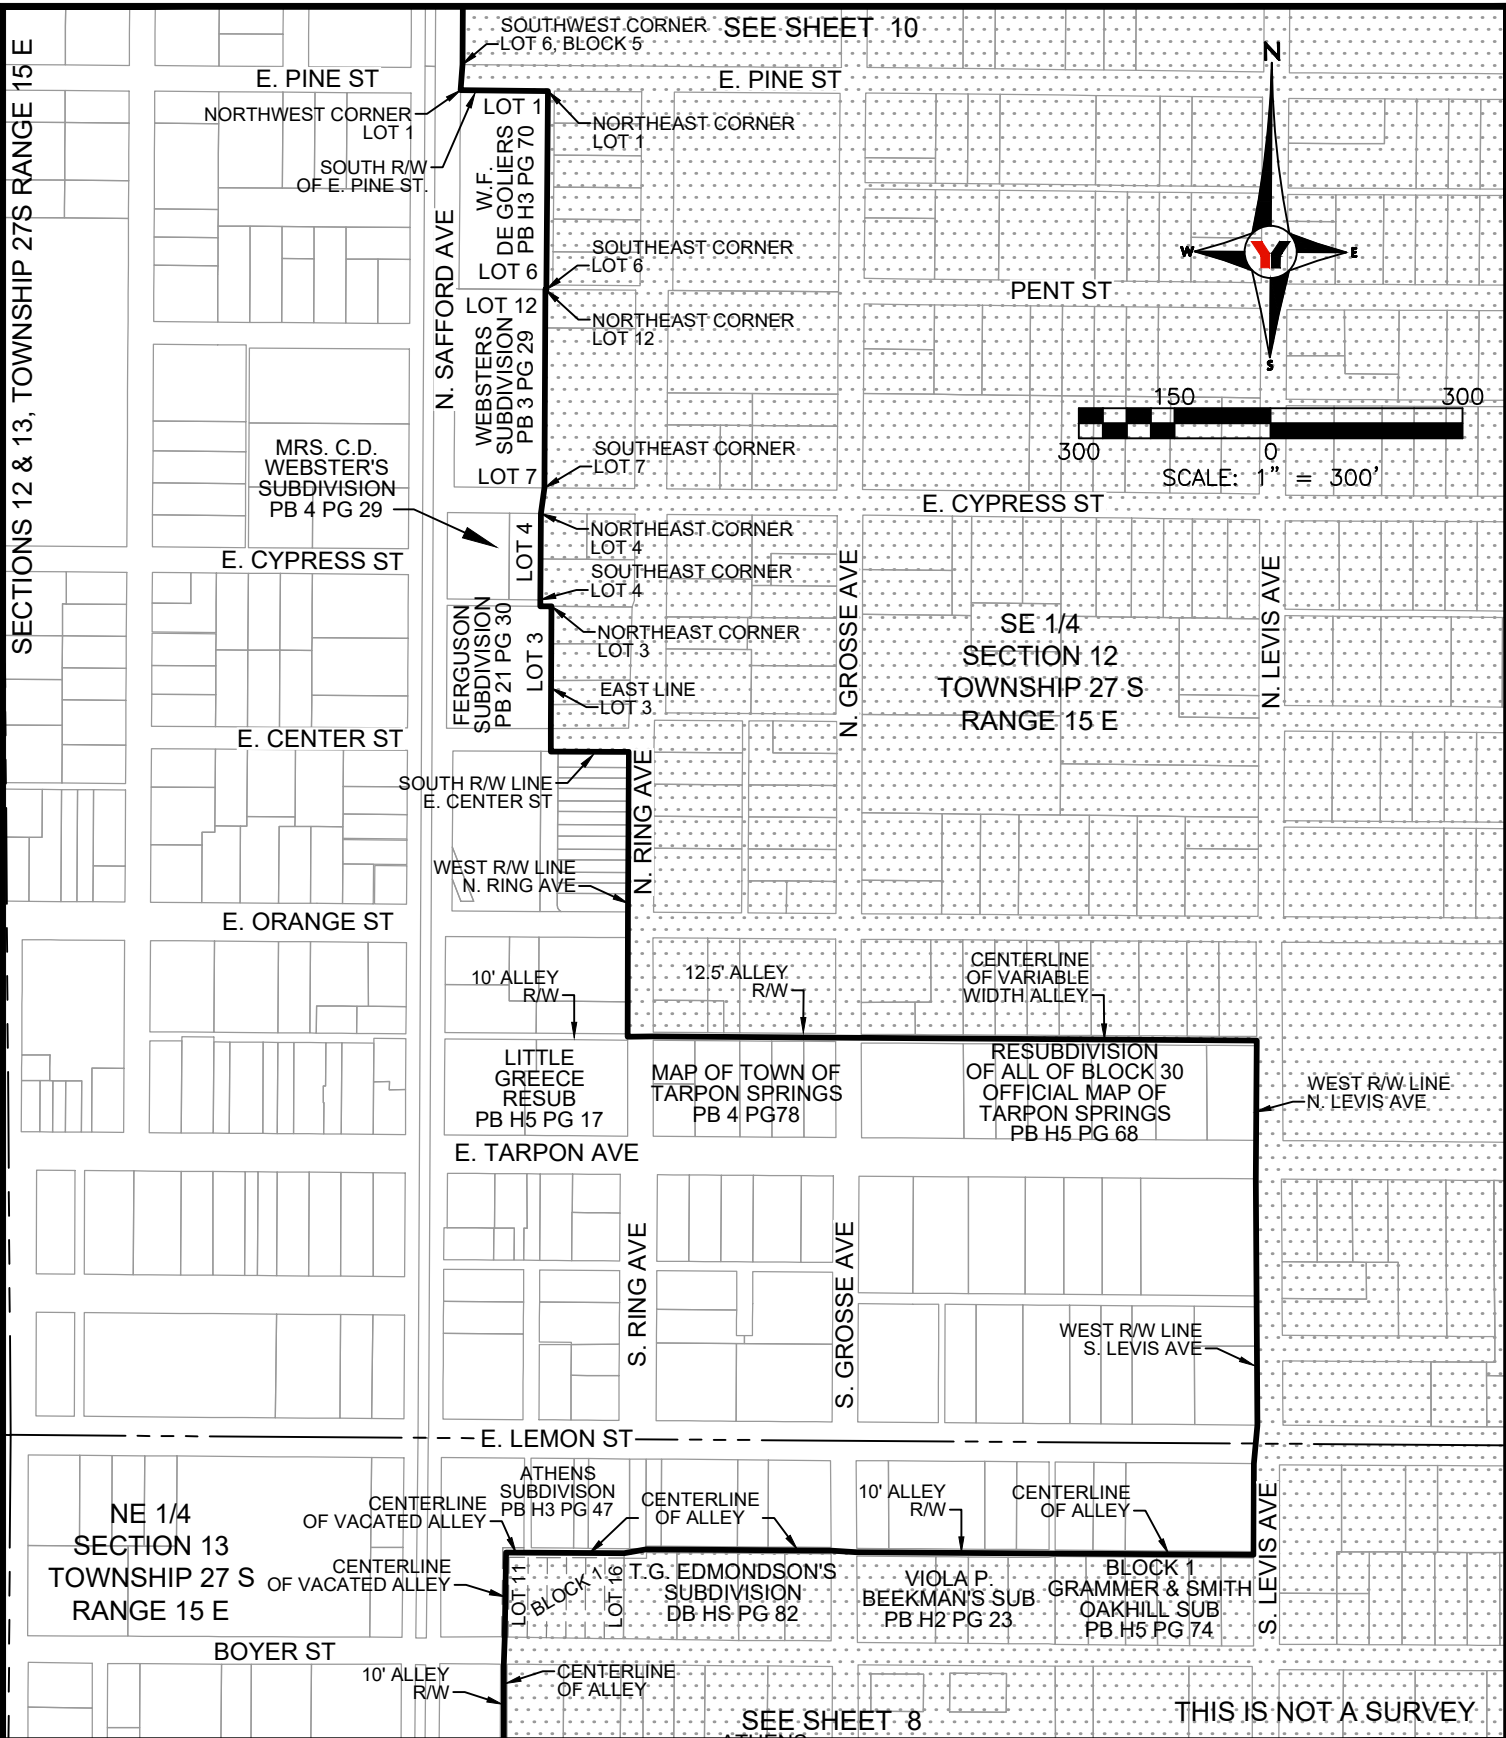 SOUTHWEST CORNER
LOT 6, BLOCK 5
SEE SHEET 10
N
E. PINE ST
E. PINE ST
NORTHWEST CORNER
LOT 1
LOT 1
NORTHEAST CORNER
LOT 1
SOUTH R/W
OF E. PINE ST.
W.F.
DE GOLIERS
PB H3 PG 70
SECTIONS 12 & 13, TOWNSHIP 27S RANGE 15 E
N. SAFFORD AVE
SOUTHEAST CORNER
LOT 6
LOT 6
W
E
S
PENT ST
LOT 12
NORTHEAST CORNER
LOT 12
WEBSTERS
SUBDIVISION
PB 3 PG 29
150
300
300
0
SCALE: 1" = 300'
MRS. C.D.
WEBSTER'S
SUBDIVISION
PB 4 PG 29
SOUTHEAST CORNER
LOT 7
LOT 7
E. CYPRESS ST
NORTHEAST CORNER
LOT 4
LOT 4
E. CYPRESS ST
SOUTHEAST CORNER
LOT 4
N. GROSSE AVE
N. LEVIS AVE
FERGUSON
SUBDIVISION
PB 21 PG 30
LOT 3
NORTHEAST CORNER
LOT 3
SE 1/4
SECTION 12
TOWNSHIP 27 S
RANGE 15 E
EAST LINE
LOT 3
E. CENTER ST
SOUTH R/W LINE
E. CENTER ST
N. RING AVE
WEST R/W LINE
N. RING AVE
E. ORANGE ST
10' ALLEY
R/W
12.5' ALLEY
R/W
CENTERLINE
OF VARIABLE
WIDTH ALLEY
LITTLE
GREECE
RESUB
PB H5 PG 17
MAP OF TOWN OF
TARPON SPRINGS
PB 4 PG78
RESUBDIVISION
OF ALL OF BLOCK 30
OFFICIAL MAP OF
TARPON SPRINGS
PB H5 PG 68
WEST R/W LINE
N. LEVIS AVE
E. TARPON AVE
S. RING AVE
S. GROSSE AVE
WEST R/W LINE
S. LEVIS AVE
E. LEMON ST
NE 1/4
SECTION 13
TOWNSHIP 27 S
RANGE 15 E
CENTERLINE
OF VACATED ALLEY
ATHENS
SUBDIVISON
PB H3 PG 47
CENTERLINE
OF ALLEY
10' ALLEY
R/W
CENTERLINE
OF ALLEY
S. LEVIS AVE
CENTERLINE
OF VACATED ALLEY
LOT 11
BLOCK 1
LOT 16
T.G. EDMONDSON'S
SUBDIVISION
DB HS PG 82
VIOLA P.
BEEKMAN'S SUB
PB H2 PG 23
BLOCK 1
GRAMMER & SMITH
OAKHILL SUB
PB H5 PG 74
BOYER ST
10' ALLEY
R/W
CENTERLINE
OF ALLEY
SEE SHEET 8
THIS IS NOT A SURVEY